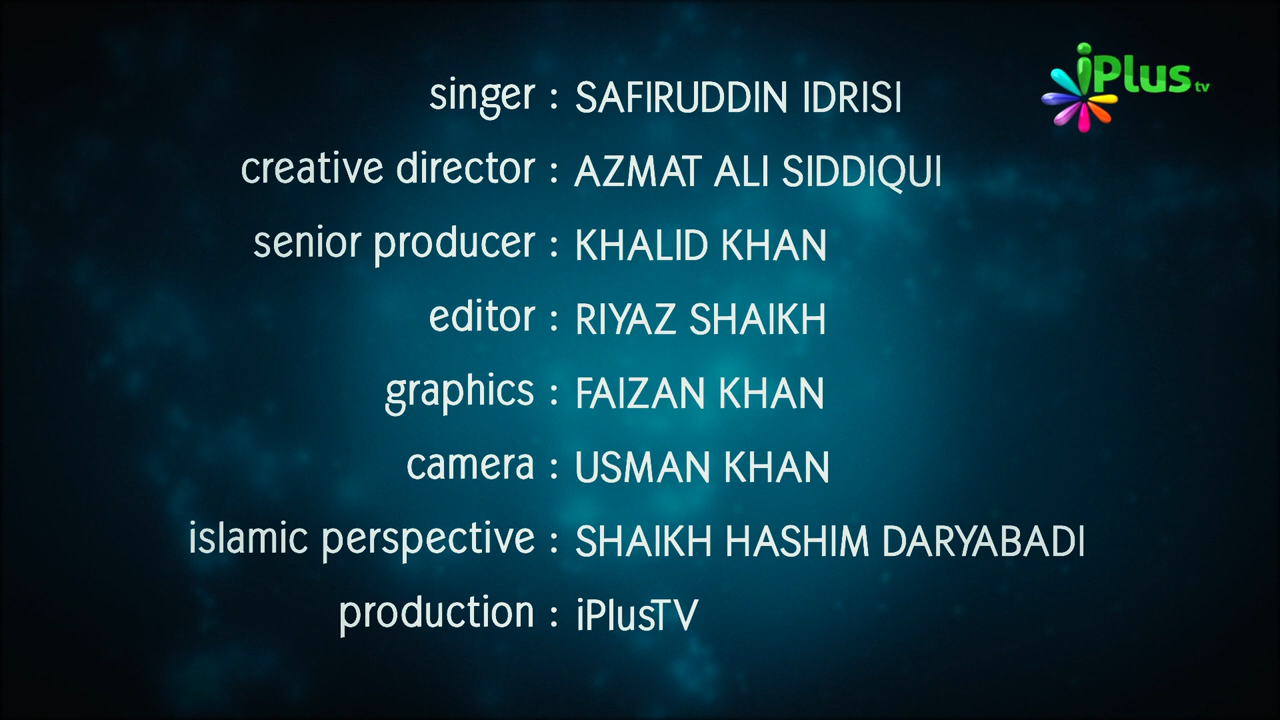 iPlus tv
singer : SAFIRUDDIN IDRISI
creative director : AZMAT ALI SIDDIQUI
senior producer : KHALID KHAN
editor : RIYAZ SHAIKH
graphics : FAIZAN KHAN
camera : USMAN KHAN
islamic perspective : SHAIKH HASHIM DARYABADI
production : iPlusTV